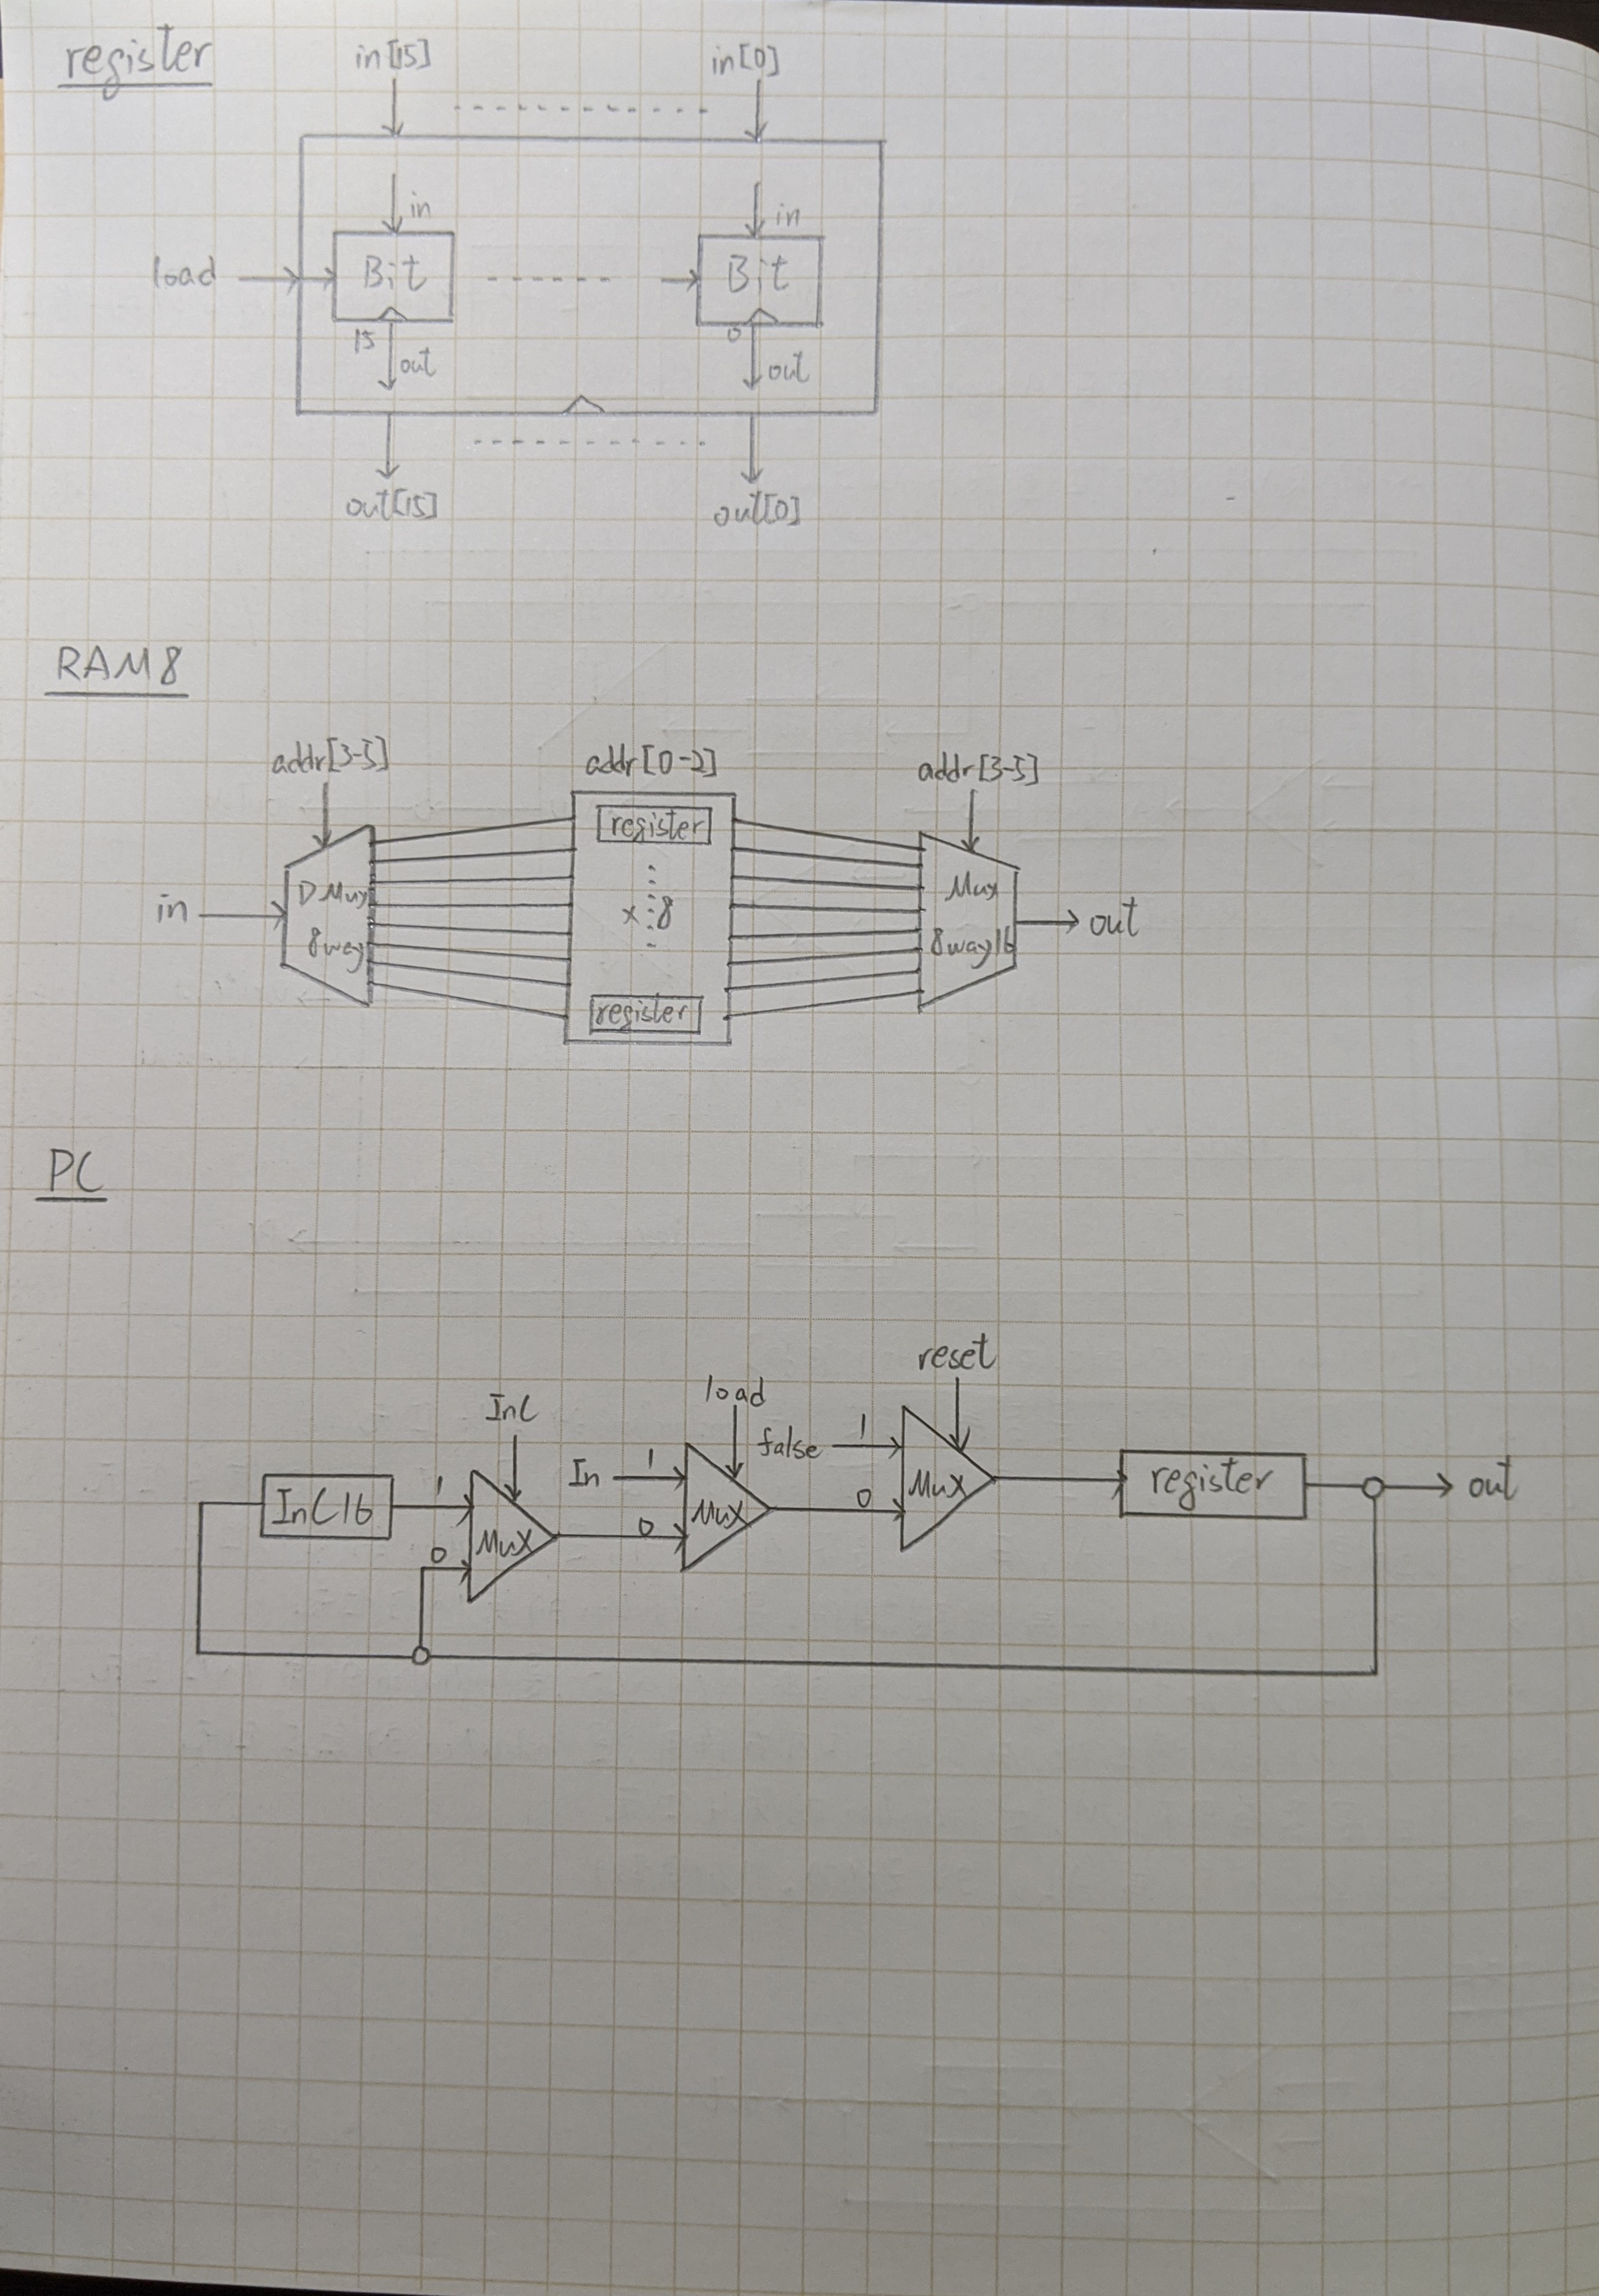 register
in[15] in[0]
in in
load Bit Bit
15 0
out out
out[15] out[0]
RAM8
addr[3-5] addr[0-2] addr[3-5]
register
in DMux x 8 Mux out
8way 8way16
register
PC
reset
InC load
false 1
In 1
InC16 1 Mux 0 Mux 0 Mux register out
0